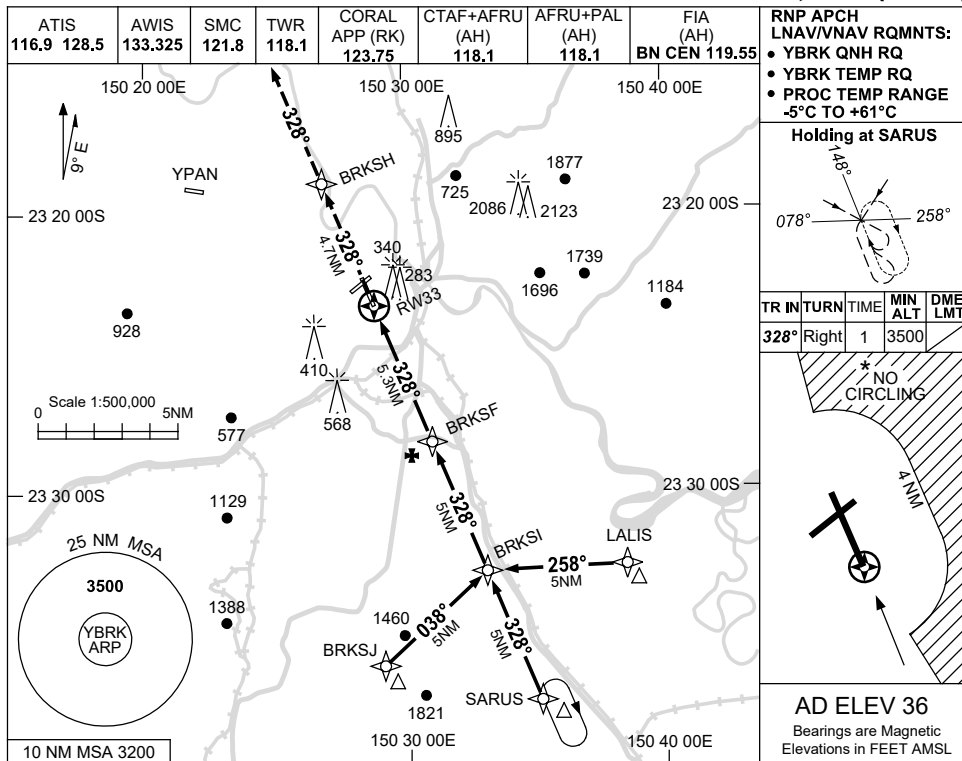 ATIS
116.9 128.5
AWIS
133.325
SMC
121.8
TWR
118.1
CORAL
APP (RK)
123.75
CTAF+AFRU
(AH)
118.1
AFRU+PAL
(AH)
118.1
FIA
(AH)
BN CEN 119.55
RNP APCH
LNAV/VNAV RQMNTS:
• YBRK QNH RQ
• YBRK TEMP RQ
• PROC TEMP RANGE
-5°C TO +61°C
150 20 00E
150 30 00E
150 40 00E
9° E
328°
895
YPAN
BRKSH
725
1877
2086
2123
23 20 00S
23 20 00S
328°
4.7NM
340
283
RW33
1696
1739
1184
928
410
568
328°
5.3NM
Scale 1:500,000
0
5NM
577
BRKSF
23 30 00S
23 30 00S
1129
328°
5NM
BRKSI
LALIS
258°
5NM
25 NM MSA
3500
YBRK
ARP
1388
1460
038°
5NM
BRKSJ
328°
5NM
1821
SARUS
150 30 00E
150 40 00E
10 NM MSA 3200
Holding at SARUS
148°
078°
258°
TR IN
TURN
TIME
MIN
ALT
DME
LMT
328°
Right
1
3500
* NO
CIRCLING
4 NM
AD ELEV 36
Bearings are Magnetic
Elevations in FEET AMSL